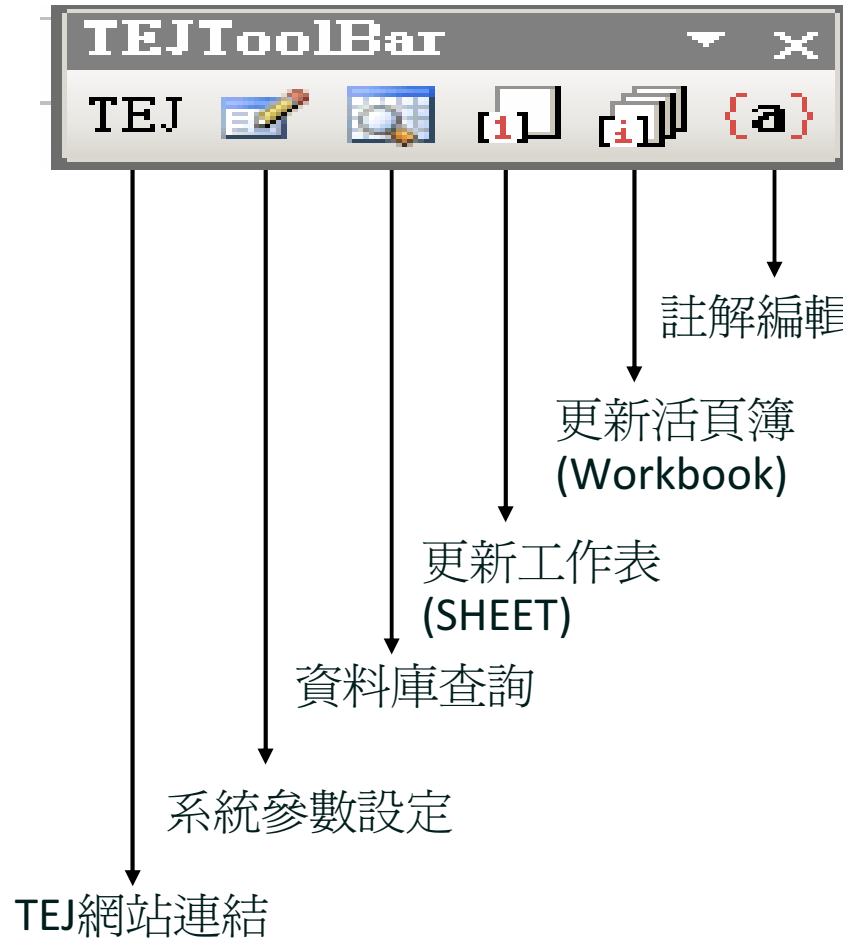 TEJToolBar
TEJ
[1]
[i]
{a}
註解編輯
更新活頁簿
(Workbook)
更新工作表
(SHEET)
資料庫查詢
系統參數設定
TEJ網站連結